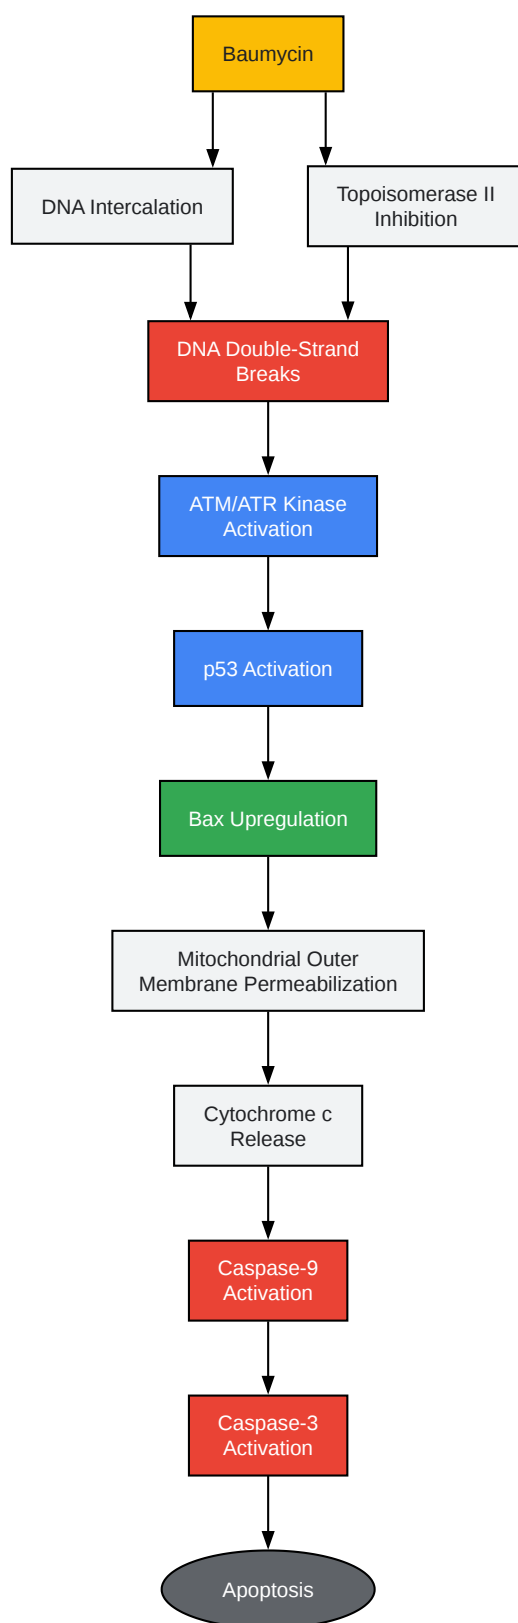 Baumycin
DNA Intercalation
Topoisomerase II
Inhibition
DNA Double-Strand
Breaks
ATM/ATR Kinase
Activation
p53 Activation
Bax Upregulation
Mitochondrial Outer
Membrane Permeabilization
Cytochrome c
Release
Caspase-9
Activation
Caspase-3
Activation
Apoptosis